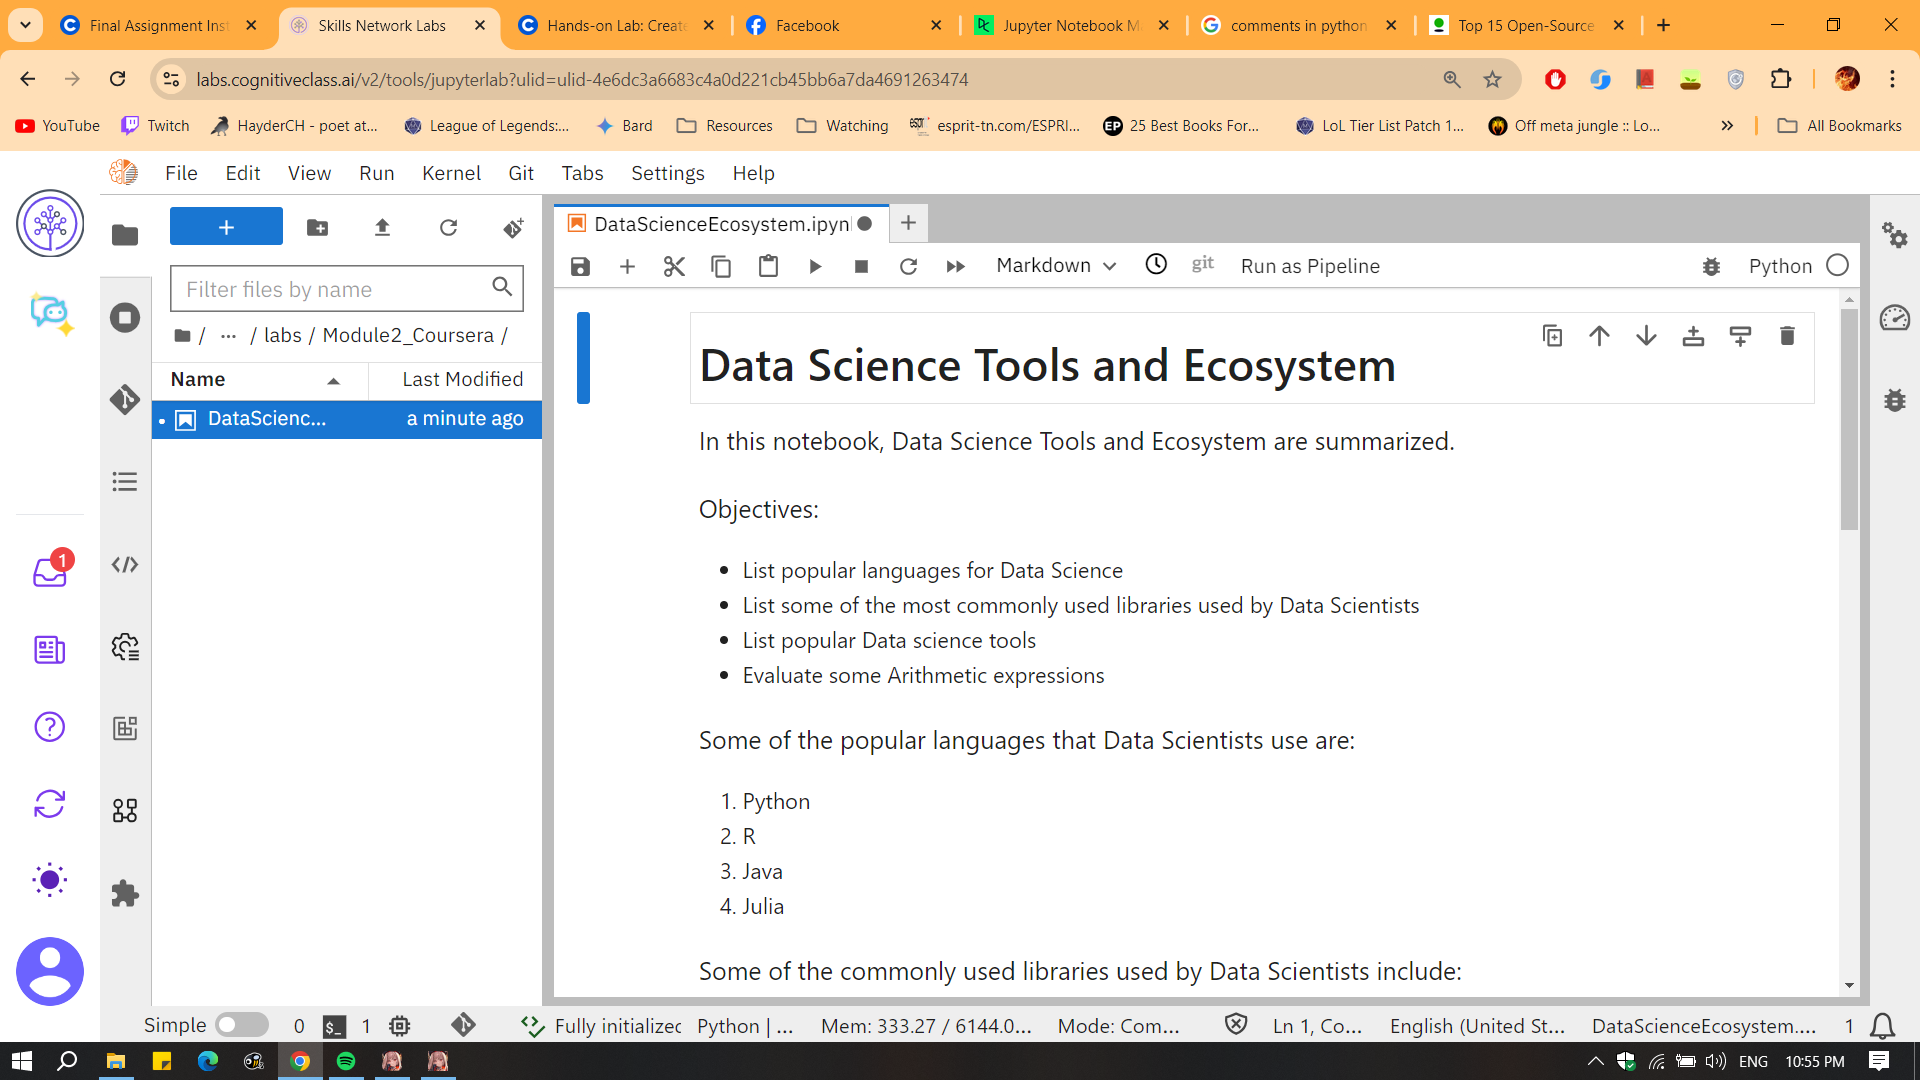 Final Assignment Inst
Skills Network Labs
Hands-on Lab: Create
Facebook
Jupyter Notebook M
comments in python
Top 15 Open-Source
labs.cognitiveclass.ai/v2/tools/jupyterlab?ulid=ulid-4e6dc3a6683c4a0d221cb45bb6a7da4691263474
YouTube
Twitch
HayderCH - poet at...
League of Legends:...
Bard
Resources
Watching
esprit-tn.com/ESPRI...
EP
25 Best Books For...
LoL Tier List Patch 1...
Off meta jungle :: Lo...
All Bookmarks
File Edit View Run Kernel Git Tabs Settings Help
DataScienceEcosystem.ipyn
Filter files by name
/ ··· / labs / Module2_Coursera /
Name Last Modified
DataScienc... a minute ago
Markdown
git
Run as Pipeline
Python
Data Science Tools and Ecosystem
In this notebook, Data Science Tools and Ecosystem are summarized.
Objectives:
• List popular languages for Data Science
• List some of the most commonly used libraries used by Data Scientists
• List popular Data science tools
• Evaluate some Arithmetic expressions
Some of the popular languages that Data Scientists use are:
1. Python
2. R
3. Java
4. Julia
Some of the commonly used libraries used by Data Scientists include:
1
Simple 0 $_ 1 Fully initialized Python | ... Mem: 333.27 / 6144.0... Mode: Com... Ln 1, Co... English (United St... DataScienceEcosystem.... 1
ENG 10:55 PM